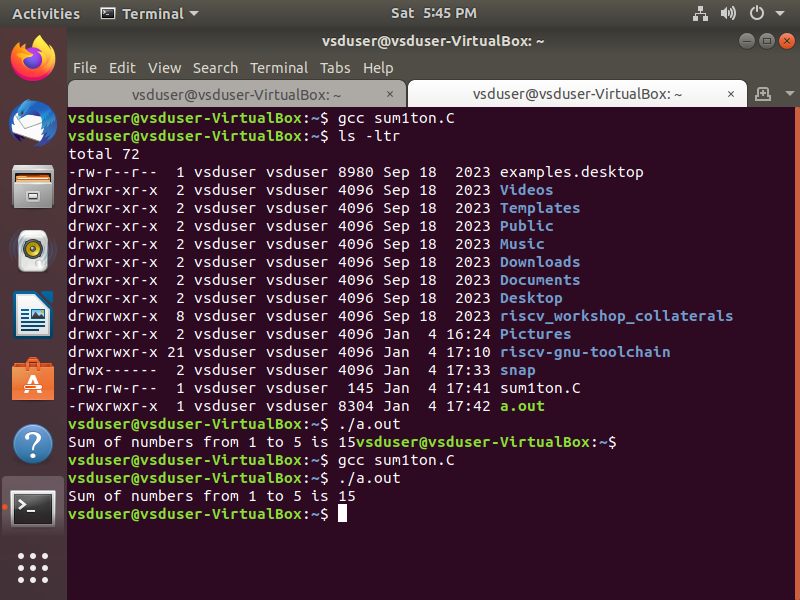 Activities Terminal Sat 5:45 PM
vsduser@vsduser-VirtualBox: ~
File Edit View Search Terminal Tabs Help
vsduser@vsduser-VirtualBox: ~ × vsduser@vsduser-VirtualBox: ~ ×
vsduser@vsduser-VirtualBox:~$ gcc sum1ton.C
vsduser@vsduser-VirtualBox:~$ ls -ltr
total 72
-rw-r--r--  1 vsduser vsduser 8980 Sep 18  2023 examples.desktop
drwxr-xr-x  2 vsduser vsduser 4096 Sep 18  2023 Videos
drwxr-xr-x  2 vsduser vsduser 4096 Sep 18  2023 Templates
drwxr-xr-x  2 vsduser vsduser 4096 Sep 18  2023 Public
drwxr-xr-x  2 vsduser vsduser 4096 Sep 18  2023 Music
drwxr-xr-x  2 vsduser vsduser 4096 Sep 18  2023 Downloads
drwxr-xr-x  2 vsduser vsduser 4096 Sep 18  2023 Documents
drwxr-xr-x  2 vsduser vsduser 4096 Sep 18  2023 Desktop
drwxrwxr-x  8 vsduser vsduser 4096 Sep 18  2023 riscv_workshop_collaterals
drwxr-xr-x  2 vsduser vsduser 4096 Jan  4 16:24 Pictures
drwxrwxr-x 21 vsduser vsduser 4096 Jan  4 17:10 riscv-gnu-toolchain
drwx------  2 vsduser vsduser 4096 Jan  4 17:33 snap
-rw-rw-r--  1 vsduser vsduser  145 Jan  4 17:41 sum1ton.C
-rwxrwxr-x  1 vsduser vsduser 8304 Jan  4 17:42 a.out
vsduser@vsduser-VirtualBox:~$ ./a.out
Sum of numbers from 1 to 5 is 15vsduser@vsduser-VirtualBox:~$
vsduser@vsduser-VirtualBox:~$ gcc sum1ton.C
vsduser@vsduser-VirtualBox:~$ ./a.out
Sum of numbers from 1 to 5 is 15
vsduser@vsduser-VirtualBox:~$